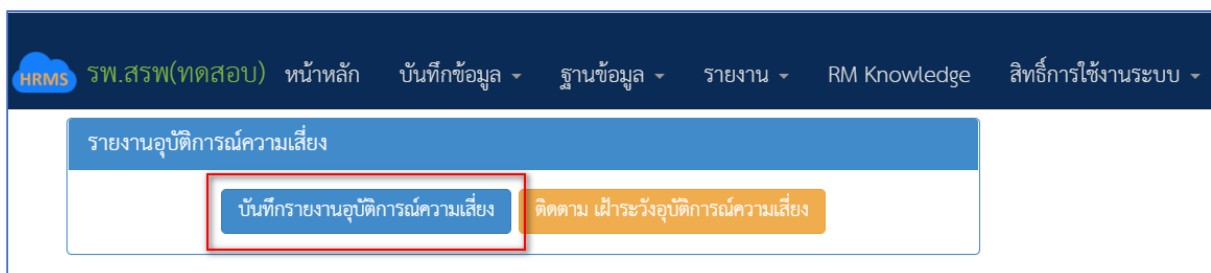 HRMS รพ.สรพ(ทดสอบ) หน้าหลัก บันทึกข้อมูล ฐานข้อมูล รายงาน RM Knowledge สิทธิ์การใช้งานระบบ
รายงานอุบัติการณ์ความเสี่ยง
บันทึกรายงานอุบัติการณ์ความเสี่ยง ติดตาม เฝ้าระวังอุบัติการณ์ความเสี่ยง